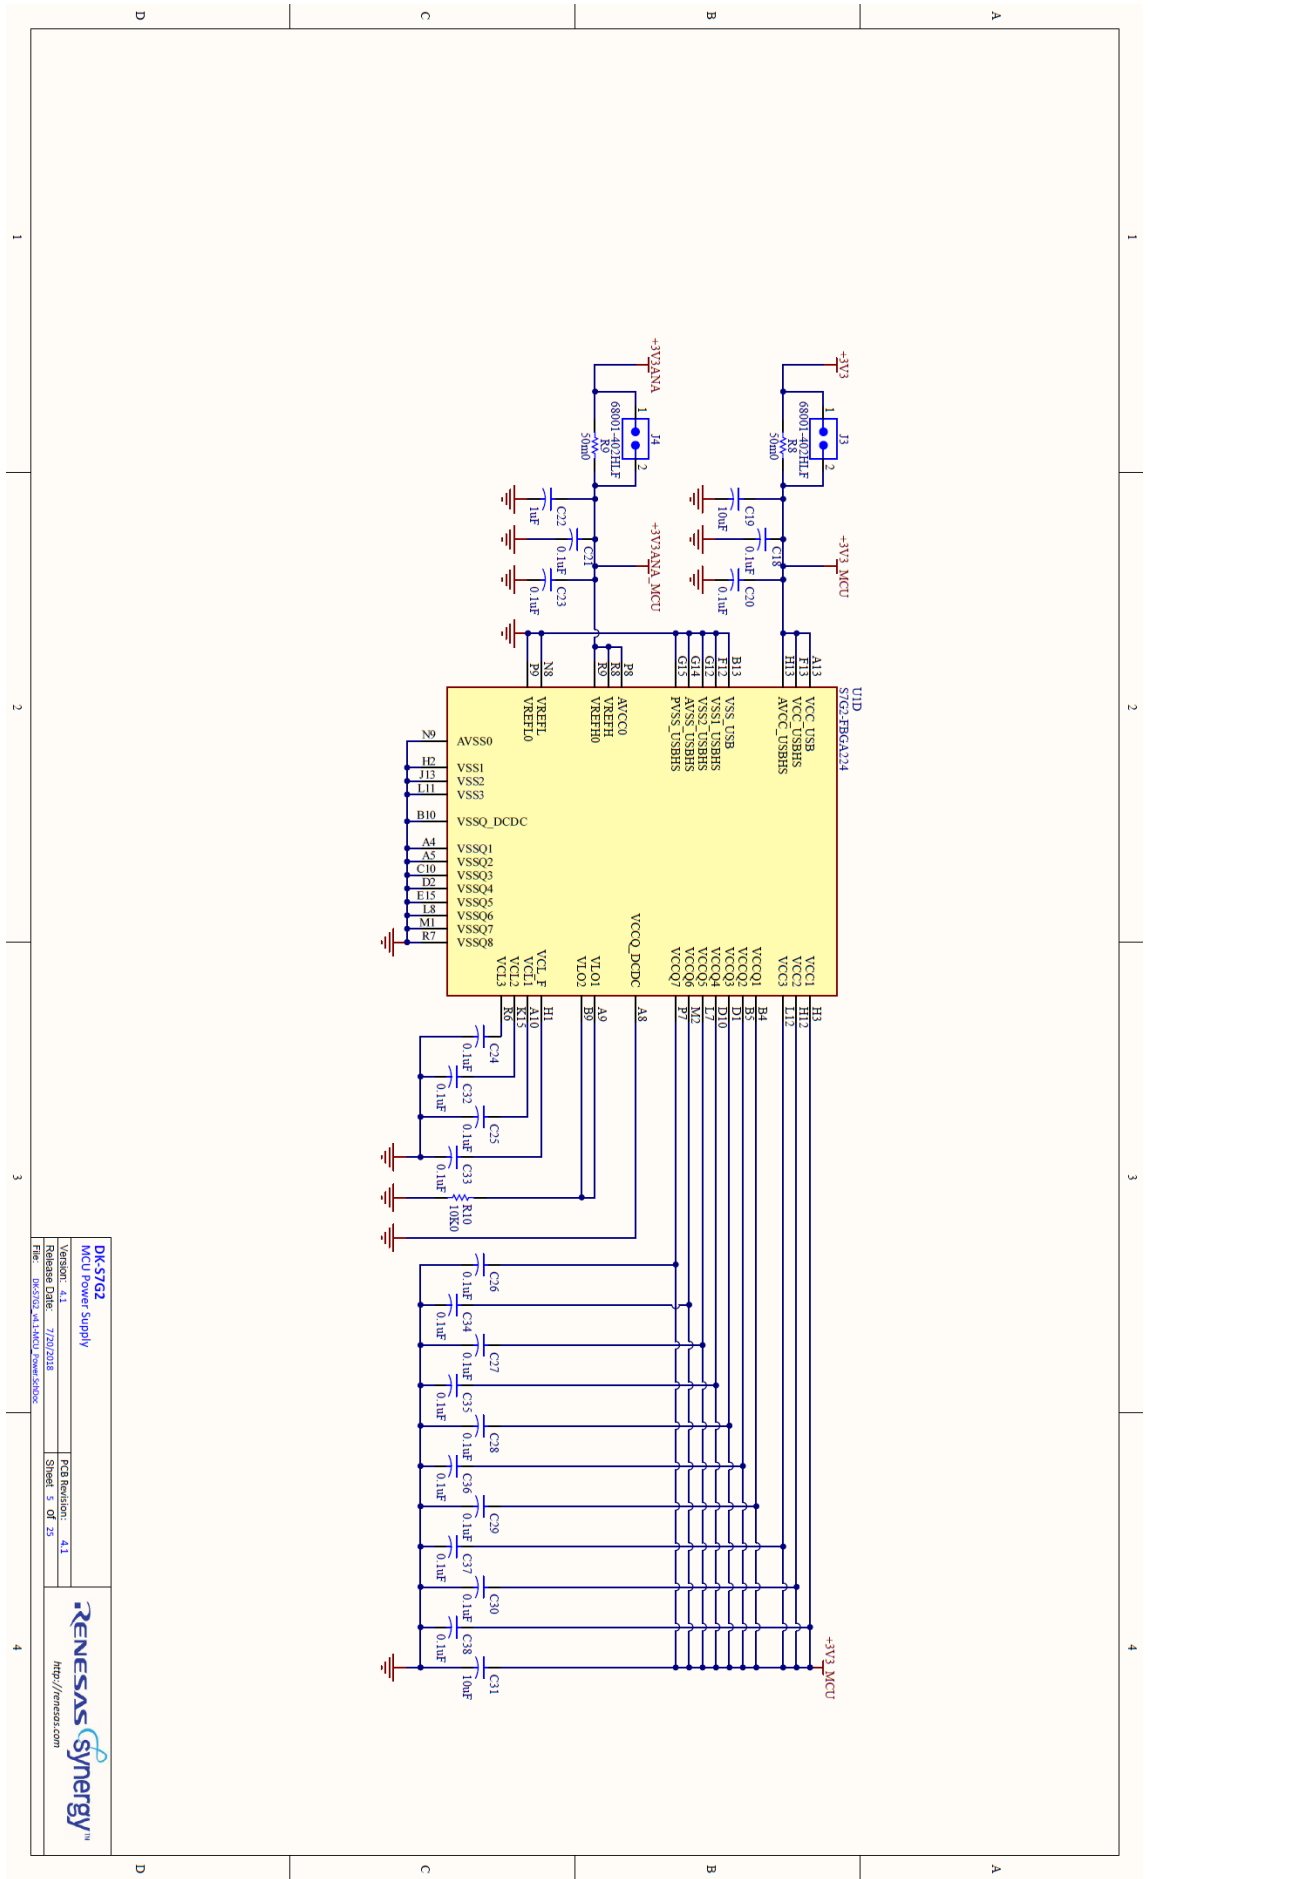 1
2
3
4
A
A
B
B
C
C
D
D
1
2
3
4
+3V3
J3
1
2
68001-402HLF
R8
50m0
+3V3_MCU
C19
10uF
C18
0.1uF
C20
0.1uF
+3V3ANA
J4
1
2
68001-402HLF
R9
50m0
+3V3ANA_MCU
C22
1uF
C21
0.1uF
C23
0.1uF
U1D
S7G2-FBGA224
A13 VCC_USB
F13 VCC_USBHS
H13 AVCC_USBHS
B13 VSS_USB
F12 VSS1_USBHS
G12 VSS2_USBHS
G14 AVSS_USBHS
G15 PVSS_USBHS
P8 AVCC0
R8 VREFH
R9 VREFH0
N8 VREFL
P9 VREFL0
VCC1 H3
VCC2 H12
VCC3 L12
VCCQ1 B4
VCCQ2 B5
VCCQ3 D1
VCCQ4 D10
VCCQ5 L7
VCCQ6 M2
VCCQ7 P7
VCCQ_DCDC A8
VLO1 A9
VLO2 B9
VCL_F H1
VCL1 A10
VCL2 K15
VCL3 R6
N9 AVSS0
H2 VSS1
J13 VSS2
L11 VSS3
B10 VSSQ_DCDC
A4 VSSQ1
A5 VSSQ2
C10 VSSQ3
D2 VSSQ4
E15 VSSQ5
L8 VSSQ6
M1 VSSQ7
R7 VSSQ8
C24
0.1uF
C32
0.1uF
C25
0.1uF
C33
0.1uF
R10
10K0
C26
0.1uF
C34
0.1uF
C27
0.1uF
C35
0.1uF
C28
0.1uF
C36
0.1uF
C29
0.1uF
C37
0.1uF
C30
0.1uF
C38
0.1uF
C31
10uF
+3V3_MCU
DK-S7G2
MCU Power Supply
Version: 4.1 PCB Revision: 4.1
Release Date: 7/20/2018 Sheet 5 of 25
File: DK-S7G2_v4.1-MCU_Power.SchDoc
RENESAS Synergy™
http://renesas.com